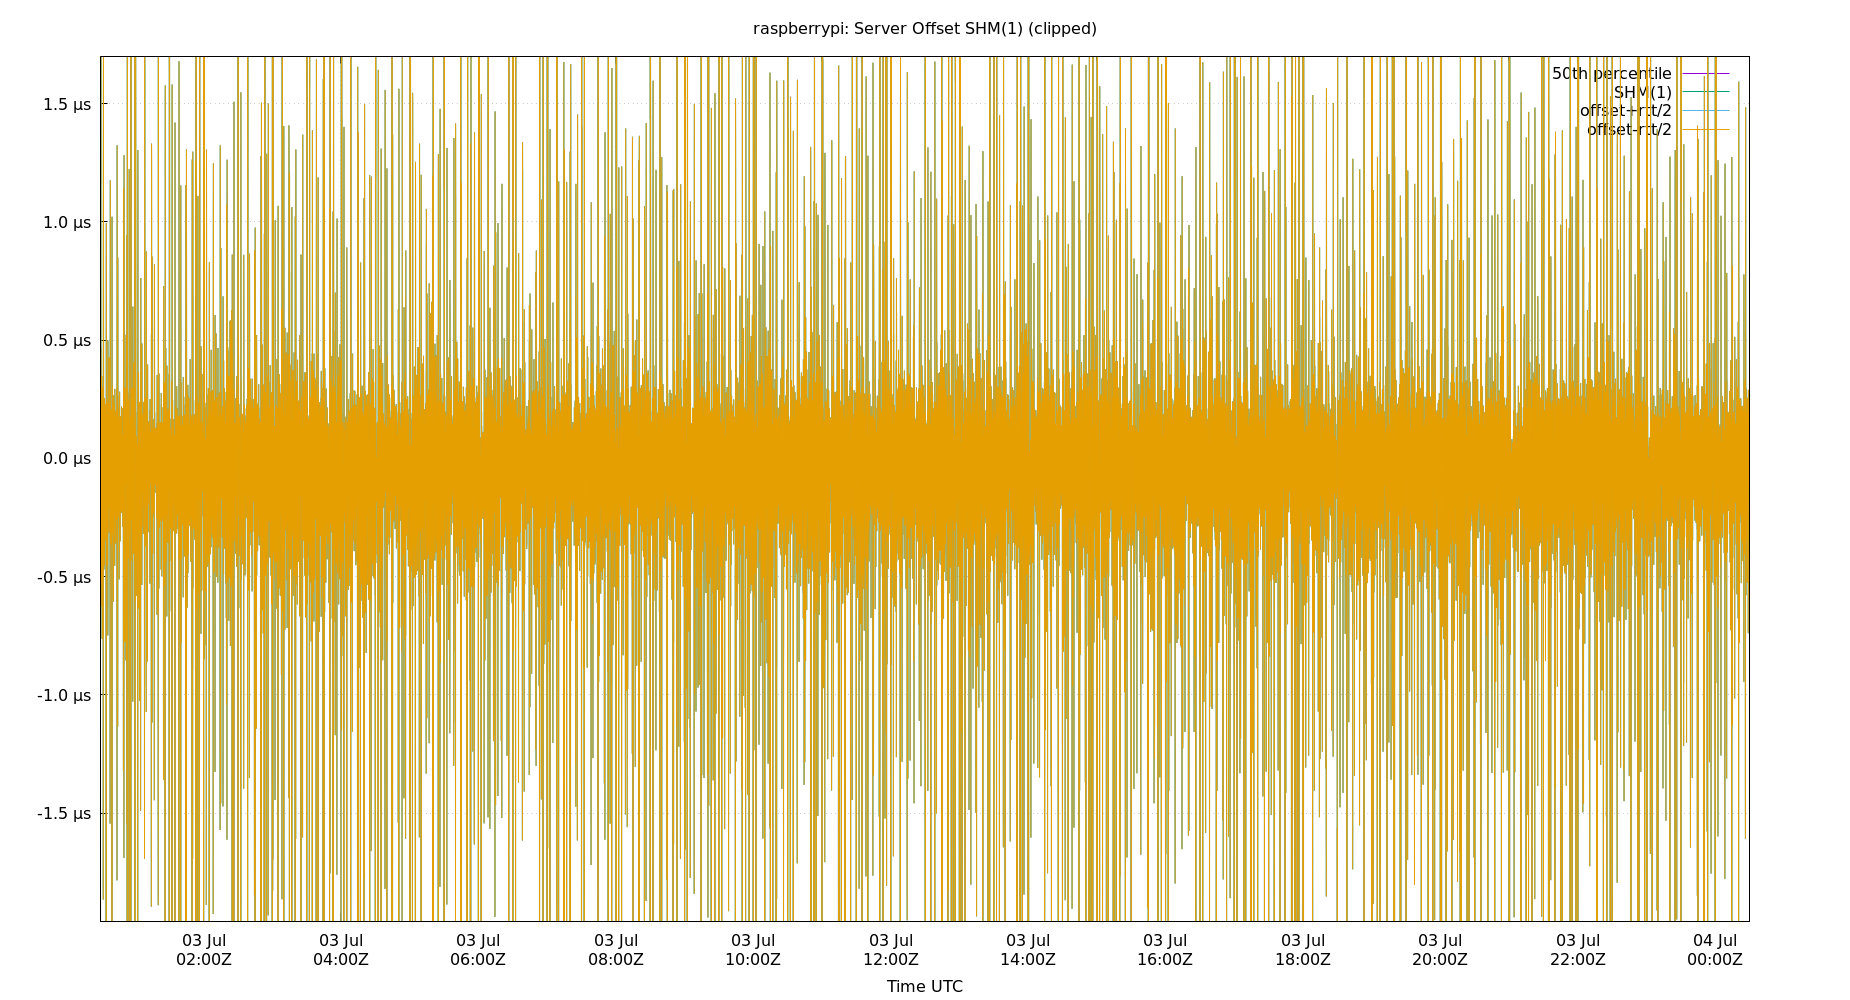 raspberrypi: Server Offset SHM(1) (clipped)
50th percentile
SHM(1)
offset+rtt/2
offset-rtt/2
1.5 µs
1.0 µs
0.5 µs
0.0 µs
-0.5 µs
-1.0 µs
-1.5 µs
03 Jul 03 Jul 03 Jul 03 Jul 03 Jul 03 Jul 03 Jul 03 Jul 03 Jul 03 Jul 03 Jul 04 Jul
02:00Z 04:00Z 06:00Z 08:00Z 10:00Z 12:00Z 14:00Z 16:00Z 18:00Z 20:00Z 22:00Z 00:00Z
Time UTC